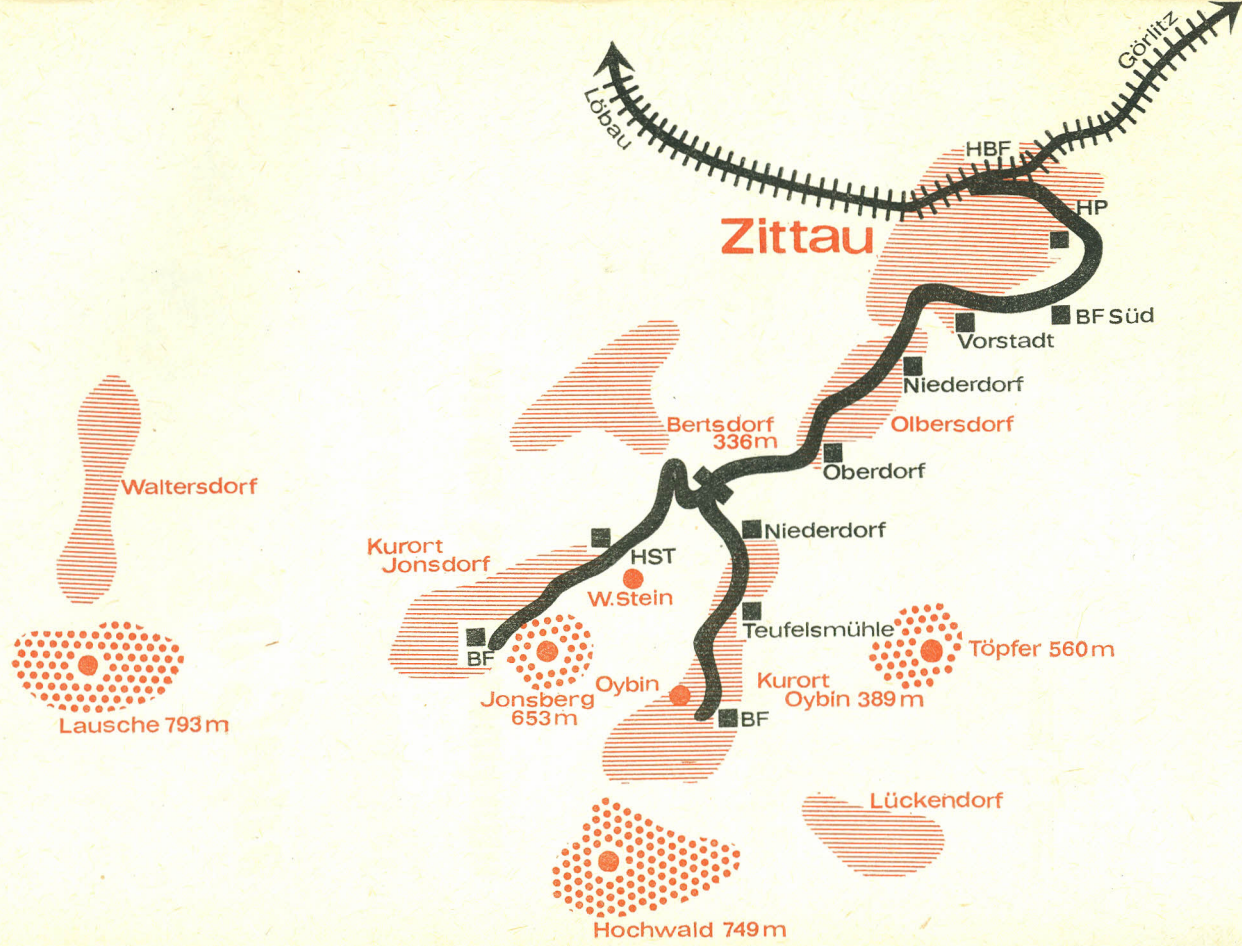 Görlitz
Löbau
HBF
HP
Zittau
BF Süd
Vorstadt
Niederdorf
Bertsdorf
336m
Olbersdorf
Oberdorf
Waltersdorf
Niederdorf
Kurort
Jonsdorf
HST
W.Stein
Teufelsmühle
Töpfer 560m
BF
Oybin
Kurort
Oybin 389m
Jonsberg
653m
BF
Lausche 793m
Lückendorf
Hochwald 749m